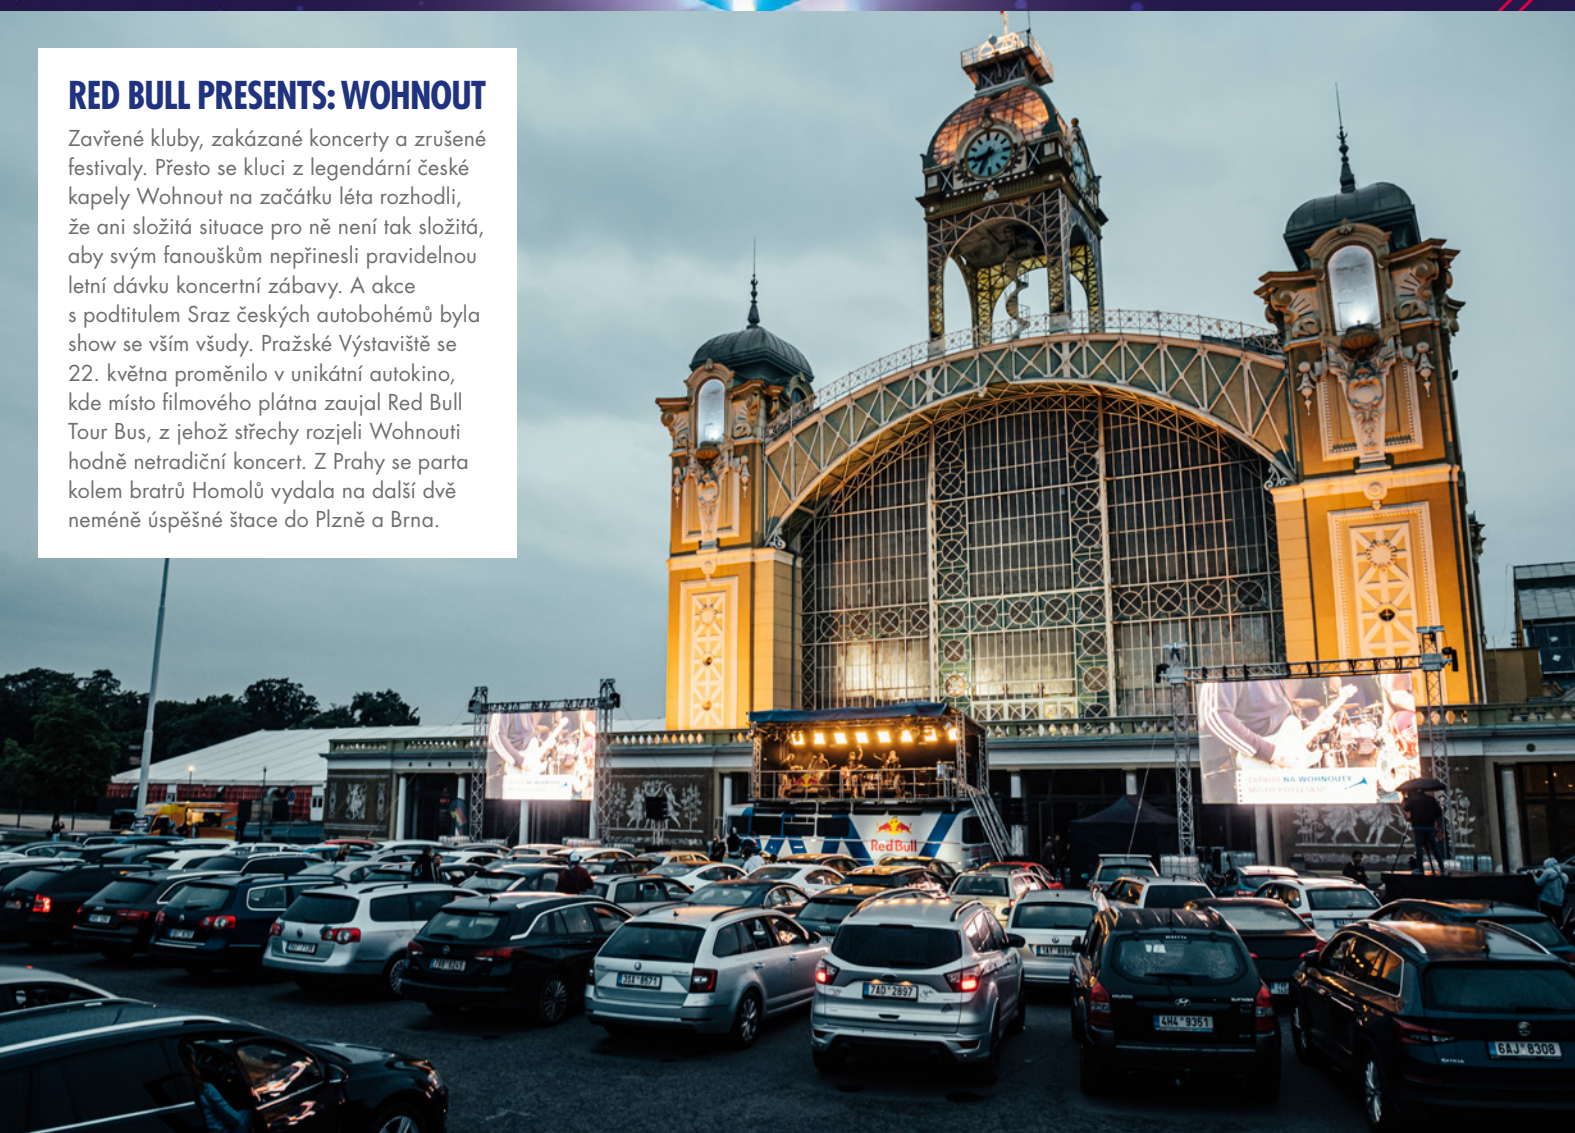 RED BULL PRESENTS: WOHNOUT
Zavřené kluby, zakázané koncerty a zrušené
festivaly. Přesto se kluci z legendární české
kapely Wohnout na začátku léta rozhodli,
že ani složitá situace pro ně není tak složitá,
aby svým fanouškům nepřinesli pravidelnou
letní dávku koncertní zábavy. A akce
s podtitulem Sraz českých autobohémů byla
show se vším všudy. Pražské Výstaviště se
22. května proměnilo v unikátní autokino,
kde místo filmového plátna zaujal Red Bull
Tour Bus, z jehož střechy rozjeli Wohnouti
hodně netradiční koncert. Z Prahy se parta
kolem bratrů Homolů vydala na další dvě
neméně úspěšné štace do Plzně a Brna.
NA WOHNOUTY
Red Bull
7AD 2897
4H4 9351
6AJ 8308